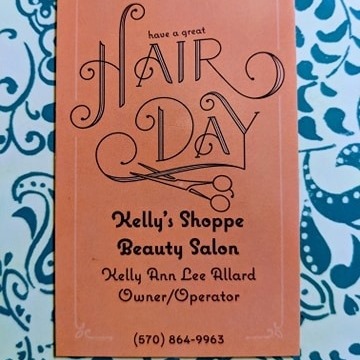 have a great
HAIR
DAY
Kelly's Shoppe
Beauty Salon
Kelly Ann Lee Allard
Owner/Operator
(570) 864-9963